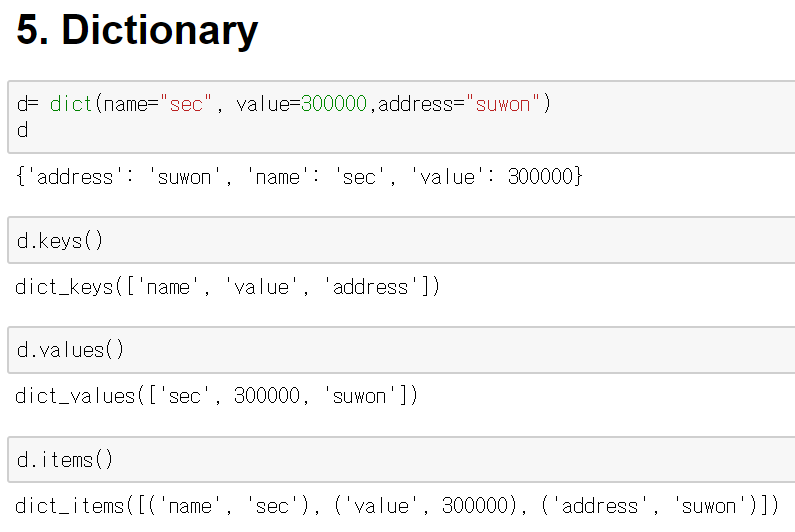 5. Dictionary
d= dict(name="sec", value=300000,address="suwon")
d
{'address': 'suwon', 'name': 'sec', 'value': 300000}
d.keys()
dict_keys(['name', 'value', 'address'])
d.values()
dict_values(['sec', 300000, 'suwon'])
d.items()
dict_items([('name', 'sec'), ('value', 300000), ('address', 'suwon')])